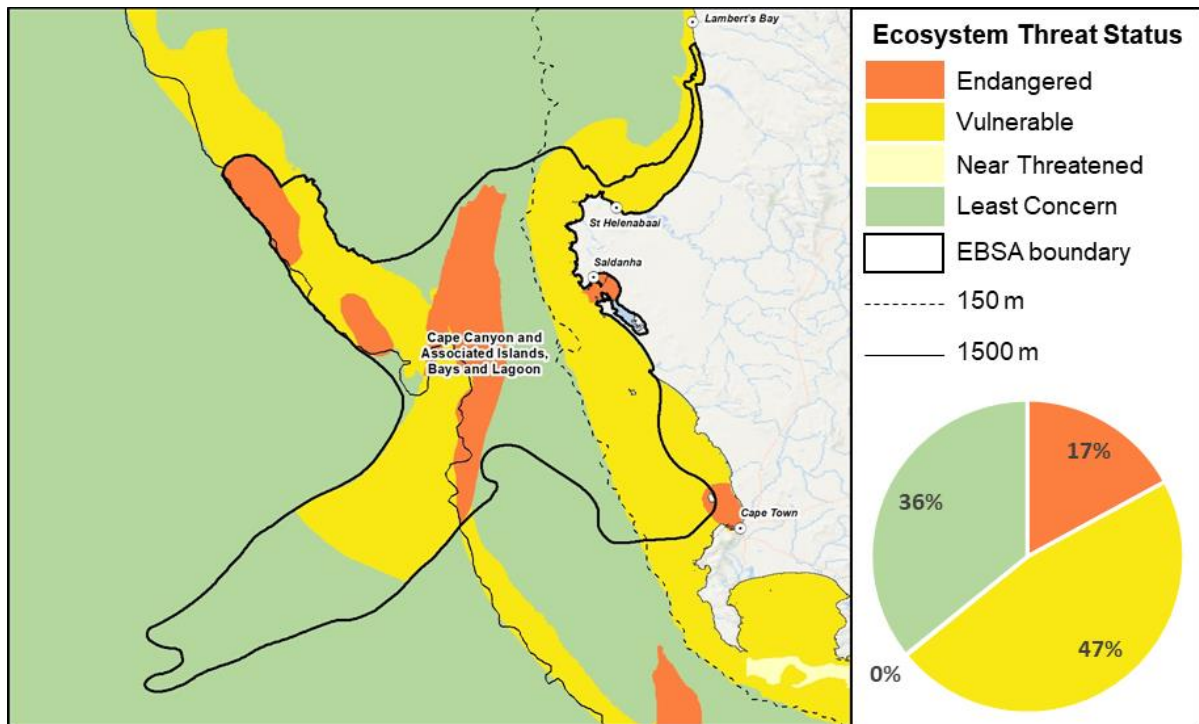 Lambert's Bay
St Helenabaai
Saldanha
Cape Canyon and
Associated Islands,
Bays and Lagoon
Cape Town
Ecosystem Threat Status
Endangered
Vulnerable
Near Threatened
Least Concern
EBSA boundary
150 m
1500 m
17%
36%
47%
0%